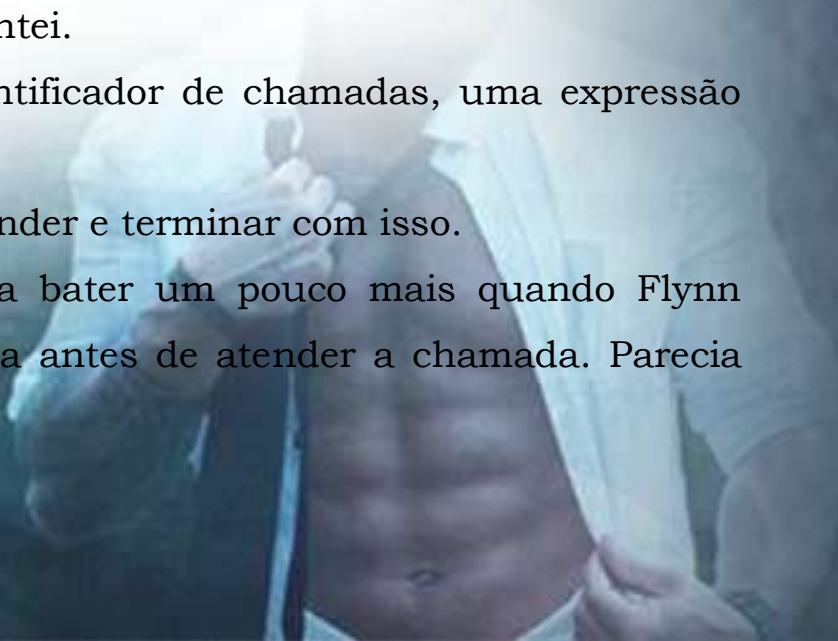 ntei.
ntificador de chamadas, uma expressão
nder e terminar com isso.
a bater um pouco mais quando Flynn
a antes de atender a chamada. Parecia